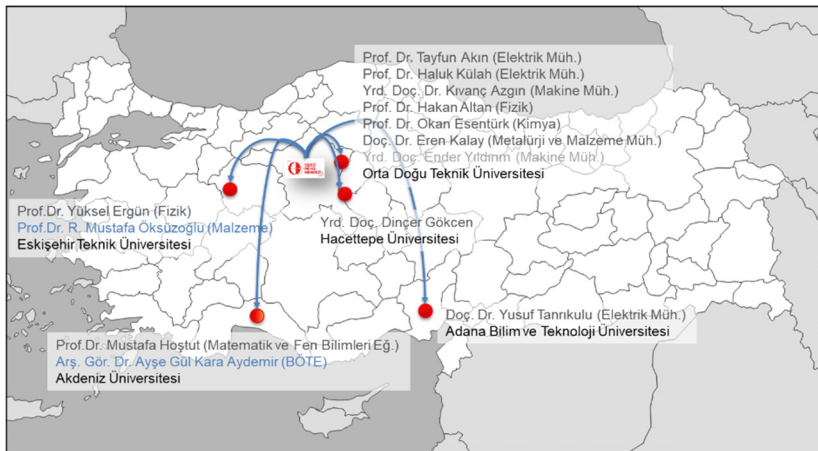 Prof. Dr. Tayfun Akın (Elektrik Müh.)
Prof. Dr. Haluk Külah (Elektrik Müh.)
Yrd. Doç. Dr. Kıvanç Azgın (Makine Müh.)
Prof. Dr. Hakan Altan (Fizik)
Prof. Dr. Okan Esentürk (Kimya)
Doç. Dr. Eren Kalay (Metalürji ve Malzeme Müh.)
Yrd. Doç. Dr. Ender Yıldırım (Makine Müh.)
Orta Doğu Teknik Üniversitesi
ODTÜ
MEMS
MERKEZİ
Prof.Dr. Yüksel Ergün (Fizik)
Prof.Dr. R. Mustafa Öksüzoğlu (Malzeme)
Eskişehir Teknik Üniversitesi
Yrd. Doç. Dinçer Gökcen
Hacettepe Üniversitesi
Doç. Dr. Yusuf Tanrıkulu (Elektrik Müh.)
Adana Bilim ve Teknoloji Üniversitesi
Prof.Dr. Mustafa Hoştut (Matematik ve Fen Bilimleri Eğ.)
Arş. Gör. Dr. Ayşe Gül Kara Aydemir (BÖTE)
Akdeniz Üniversitesi